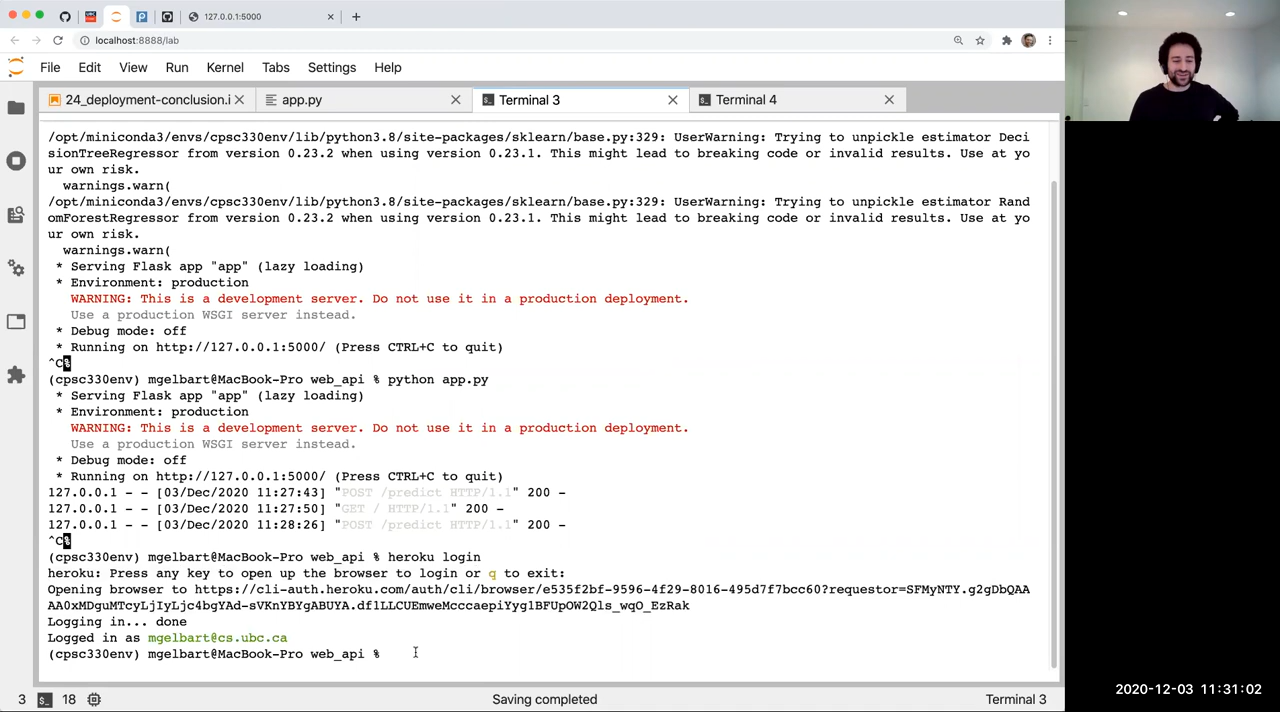 127.0.0.1:5000
localhost:8888/lab
File Edit View Run Kernel Tabs Settings Help
24_deployment-conclusion.i
app.py
Terminal 3
Terminal 4
/opt/miniconda3/envs/cpsc330env/lib/python3.8/site-packages/sklearn/base.py:329: UserWarning: Trying to unpickle estimator Deci
sionTreeRegressor from version 0.23.2 when using version 0.23.1. This might lead to breaking code or invalid results. Use at yo
ur own risk.
warnings.warn(
/opt/miniconda3/envs/cpsc330env/lib/python3.8/site-packages/sklearn/base.py:329: UserWarning: Trying to unpickle estimator Rand
omForestRegressor from version 0.23.2 when using version 0.23.1. This might lead to breaking code or invalid results. Use at yo
ur own risk.
warnings.warn(
* Serving Flask app "app" (lazy loading)
* Environment: production
WARNING: This is a development server. Do not use it in a production deployment.
Use a production WSGI server instead.
* Debug mode: off
* Running on http://127.0.0.1:5000/ (Press CTRL+C to quit)
^C%
(cpsc330env) mgelbart@MacBook-Pro web_api % python app.py
* Serving Flask app "app" (lazy loading)
* Environment: production
WARNING: This is a development server. Do not use it in a production deployment.
Use a production WSGI server instead.
* Debug mode: off
* Running on http://127.0.0.1:5000/ (Press CTRL+C to quit)
127.0.0.1 - - [03/Dec/2020 11:27:43] "POST /predict HTTP/1.1" 200 -
127.0.0.1 - - [03/Dec/2020 11:27:50] "GET / HTTP/1.1" 200 -
127.0.0.1 - - [03/Dec/2020 11:28:26] "POST /predict HTTP/1.1" 200 -
^C%
(cpsc330env) mgelbart@MacBook-Pro web_api % heroku login
heroku: Press any key to open up the browser to login or q to exit:
Opening browser to https://cli-auth.heroku.com/auth/cli/browser/e535f2bf-9596-4f29-8016-495d7f7bcc60?requestor=SFMyNTY.g2gDbQAA
AA0xMDguMTcyLjIyLjc4bgYAd-sVKnYBYgABUYA.df1LLCUEmweMcccaepiYyg1BFUpOW2Qls_wqO_EzRak
Logging in... done
Logged in as mgelbart@cs.ubc.ca
(cpsc330env) mgelbart@MacBook-Pro web_api %
3 18 Saving completed Terminal 3
2020-12-03 11:31:02